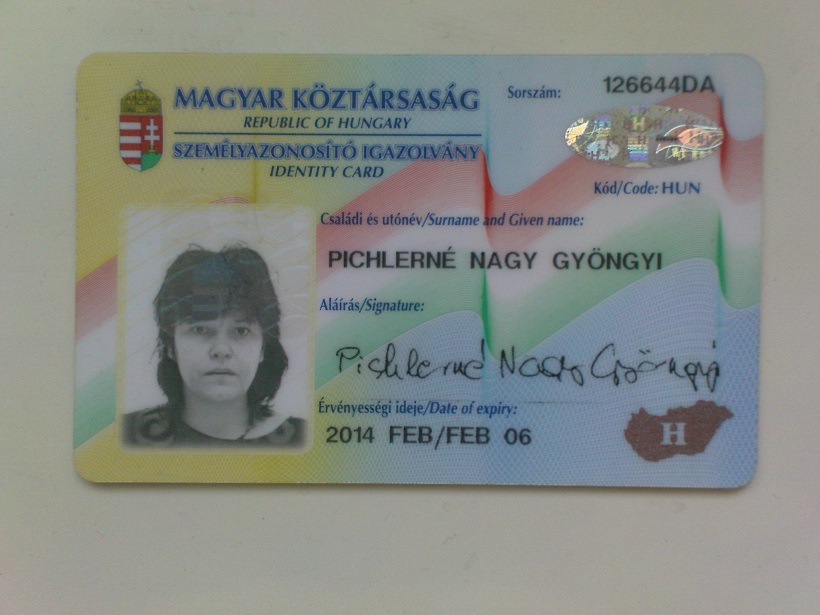 MAGYAR KÖZTÁRSASÁG
REPUBLIC OF HUNGARY
SZEMÉLYAZONOSÍTÓ IGAZOLVÁNY
IDENTITY CARD
Sorszám: 126644DA
H
Kód/Code: HUN
Családi és utónév/Surname and Given name:
PICHLERNÉ NAGY GYÖNGYI
Aláírás/Signature:
Pichlerné Nagy Gyöngyi
Érvényességi ideje/Date of expiry:
2014 FEB/FEB 06
H